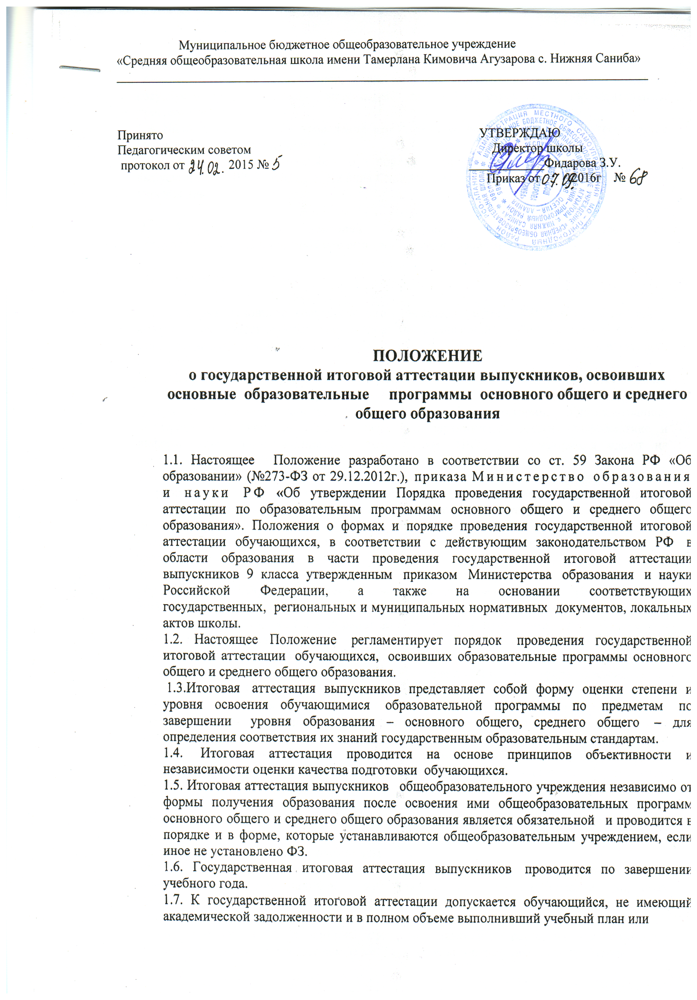 Муниципальное бюджетное общеобразовательное учреждение
«Средняя общеобразовательная школа имени Тамерлана Кимовича Агузарова с. Нижняя Саниба»
Принято
Педагогическим советом
протокол от 24.02. 2015 № 5
УТВЕРЖДАЮ
Директор школы
Фидарова З.У.
Приказ от 07.09. 2016г № 68
ПОЛОЖЕНИЕ
о государственной итоговой аттестации выпускников, освоивших
основные образовательные программы основного общего и среднего
общего образования
1.1. Настоящее Положение разработано в соответствии со ст. 59 Закона РФ «Об
образовании» (№273-ФЗ от 29.12.2012г.), приказа Министерство образования
и науки РФ «Об утверждении Порядка проведения государственной итоговой
аттестации по образовательным программам основного общего и среднего общего
образования». Положения о формах и порядке проведения государственной итоговой
аттестации обучающихся, в соответствии с действующим законодательством РФ в
области образования в части проведения государственной итоговой аттестации
выпускников 9 класса утвержденным приказом Министерства образования и науки
Российской Федерации, а также на основании соответствующих
государственных, региональных и муниципальных нормативных документов, локальных
актов школы.
1.2. Настоящее Положение регламентирует порядок проведения государственной
итоговой аттестации обучающихся, освоивших образовательные программы основного
общего и среднего общего образования.
1.3.Итоговая аттестация выпускников представляет собой форму оценки степени и
уровня освоения обучающимися образовательной программы по предметам по
завершении уровня образования – основного общего, среднего общего – для
определения соответствия их знаний государственным образовательным стандартам.
1.4. Итоговая аттестация проводится на основе принципов объективности и
независимости оценки качества подготовки обучающихся.
1.5. Итоговая аттестация выпускников общеобразовательного учреждения независимо от
формы получения образования после освоения ими общеобразовательных программ
основного общего и среднего общего образования является обязательной и проводится в
порядке и в форме, которые устанавливаются общеобразовательным учреждением, если
иное не установлено ФЗ.
1.6. Государственная итоговая аттестация выпускников проводится по завершении
учебного года.
1.7. К государственной итоговой аттестации допускается обучающийся, не имеющий
академической задолженности и в полном объеме выполнивший учебный план или